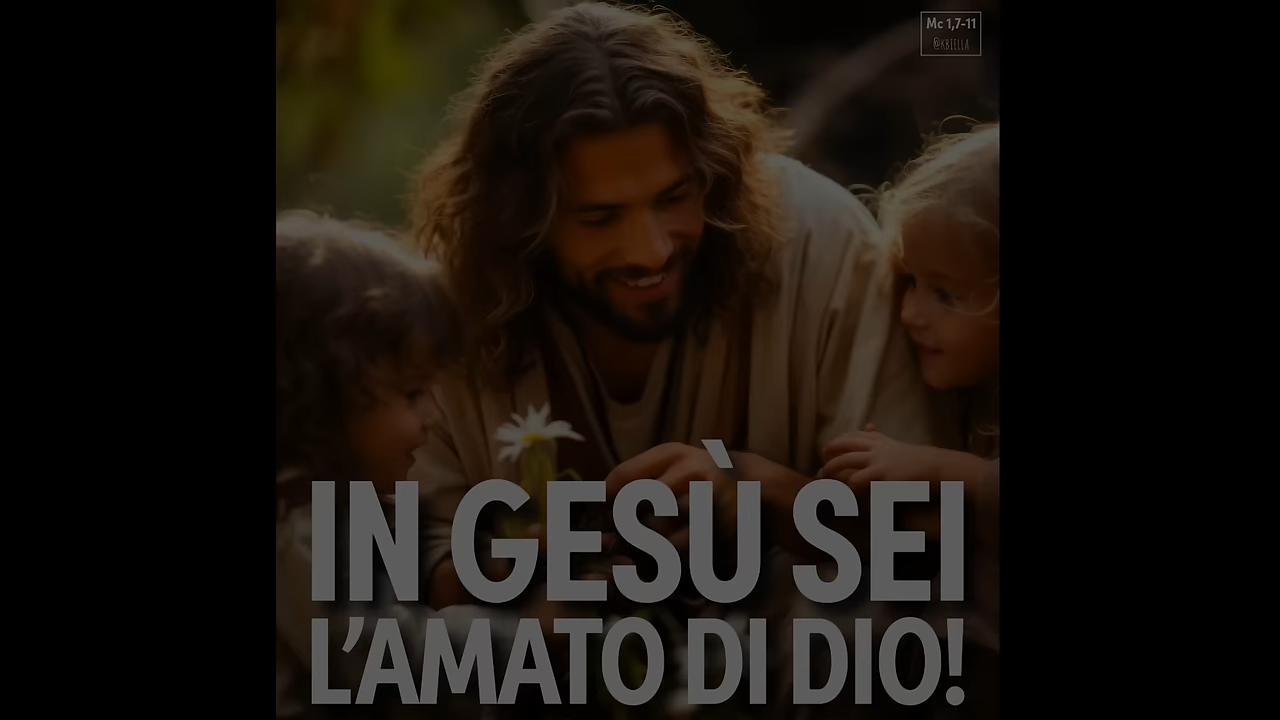 Mc 1,7-11
@KBIELLA
IN GESÙ SEI
L'AMATO DI DIO!